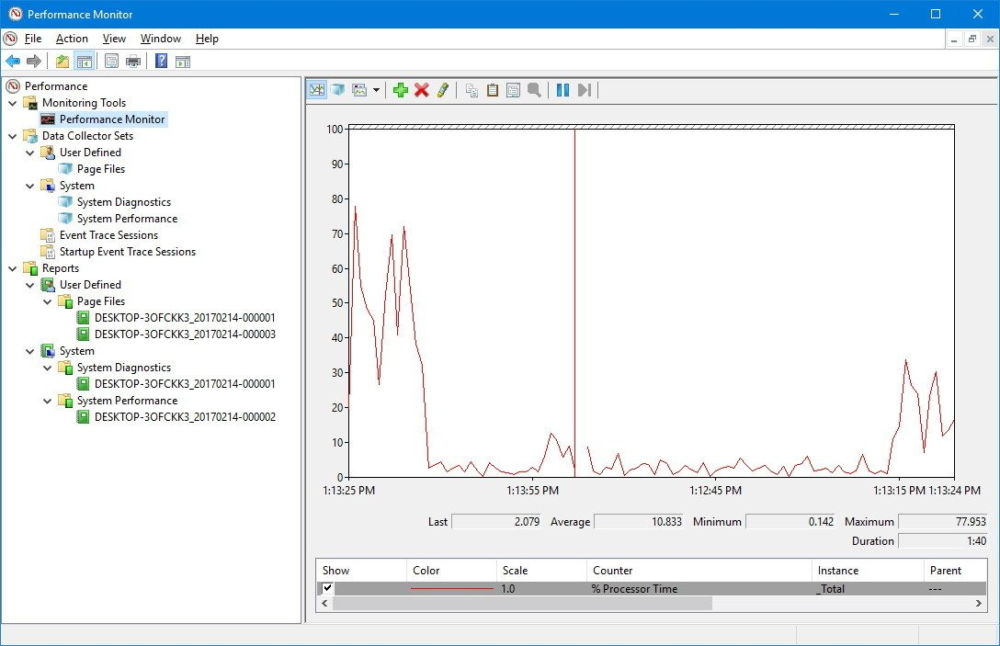 Performance Monitor
File Action View Window Help
Performance
Monitoring Tools
Performance Monitor
Data Collector Sets
User Defined
Page Files
System
System Diagnostics
System Performance
Event Trace Sessions
Startup Event Trace Sessions
Reports
User Defined
Page Files
DESKTOP-3OFCKK3_20170214-000001
DESKTOP-3OFCKK3_20170214-000003
System
System Diagnostics
DESKTOP-3OFCKK3_20170214-000001
System Performance
DESKTOP-3OFCKK3_20170214-000002
100
90
80
70
60
50
40
30
20
10
0
1:13:25 PM 1:13:55 PM 1:12:45 PM 1:13:15 PM 1:13:24 PM
Last 2.079 Average 10.833 Minimum 0.142 Maximum 77.953
Duration 1:40
Show Color Scale Counter Instance Parent
1.0 % Processor Time _Total ---